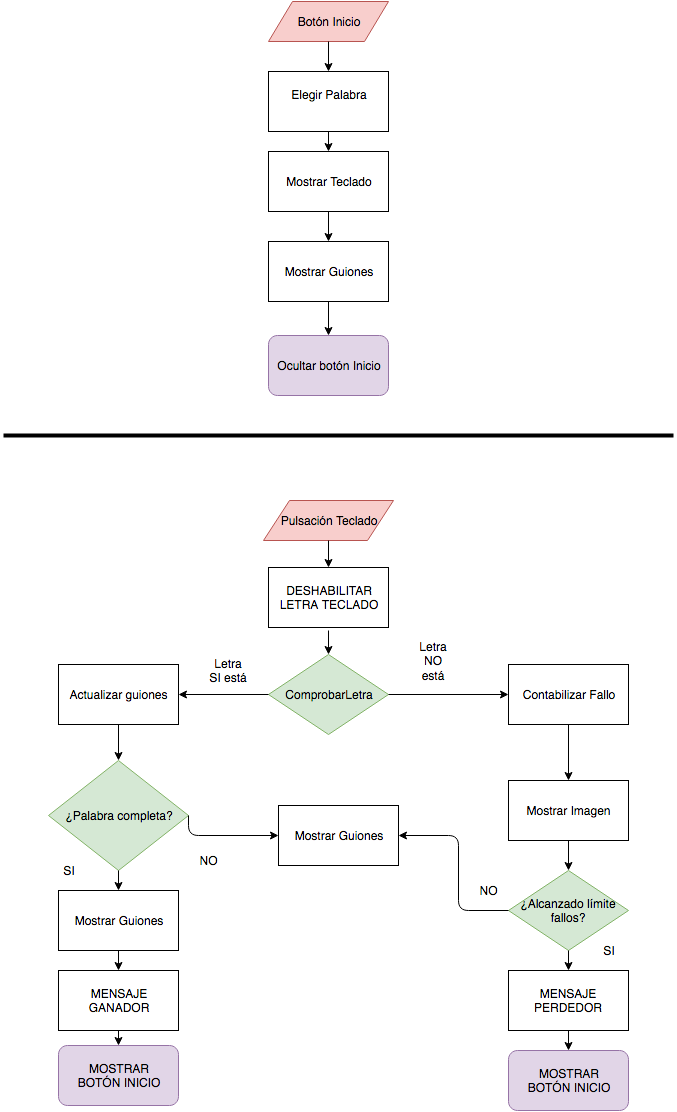 Botón Inicio
Elegir Palabra
Mostrar Teclado
Mostrar Guiones
Ocultar botón Inicio
Pulsación Teclado
DESHABILITAR
LETRA TECLADO
Letra
SI está
ComprobarLetra
Letra
NO
está
Actualizar guiones
Contabilizar Fallo
¿Palabra completa?
Mostrar Guiones
Mostrar Imagen
NO
SI
NO
¿Alcanzado límite
fallos?
Mostrar Guiones
SI
MENSAJE
GANADOR
MENSAJE
PERDEDOR
MOSTRAR
BOTÓN INICIO
MOSTRAR
BOTÓN INICIO